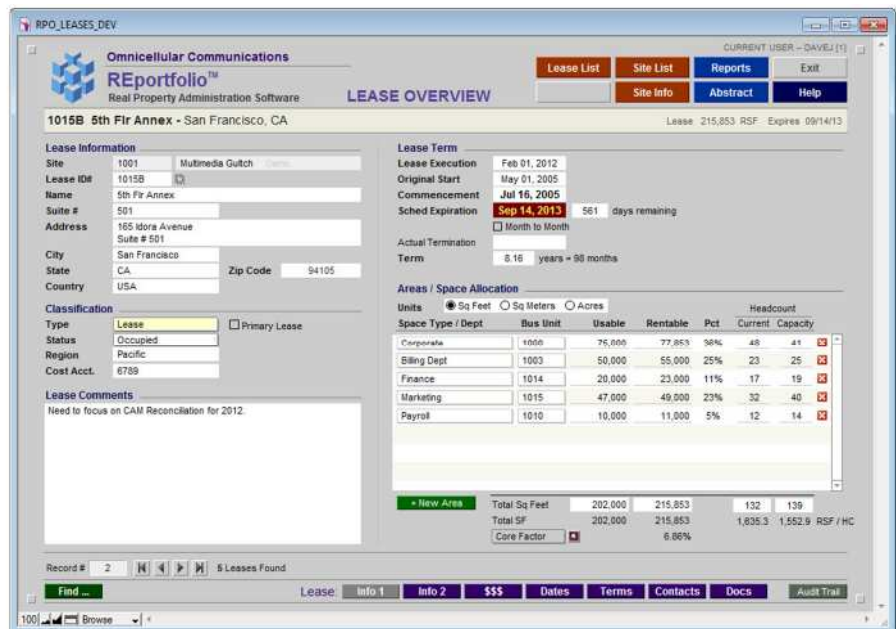 RPO_LEASES_DEV
CURRENT USER – DAVEJ [1]
Omnicellular Communications
REportfolio™
Real Property Administration Software
LEASE OVERVIEW
Lease List Site List Reports Exit
Site Info Abstract Help
1015B 5th Flr Annex - San Francisco, CA
Lease 215,853 RSF Expires 09/14/13
Lease Information
Site 1001 Multimedia Gultch
Lease ID# 1015B
Name 5th Flr Annex
Suite # 501
Address 165 Idora Avenue
Suite # 501
City San Francisco
State CA Zip Code 94105
Country USA
Classification
Type Lease Primary Lease
Status Occupied
Region Pacific
Cost Acct. 6789
Lease Comments
Need to focus on CAM Reconciliation for 2012.
Lease Term
Lease Execution Feb 01, 2012
Original Start May 01, 2005
Commencement Jul 16, 2005
Sched Expiration Sep 14, 2013 561 days remaining
Month to Month
Actual Termination
Term 8.16 years = 98 months
Areas / Space Allocation
Units Sq Feet Sq Meters Acres
Headcount
Space Type / Dept Bus Unit Usable Rentable Pct Current Capacity
Corporate 1000 75,000 77,853 36% 48 41
Billing Dept 1003 50,000 55,000 25% 23 25
Finance 1014 20,000 23,000 11% 17 19
Marketing 1015 47,000 49,000 23% 32 40
Payroll 1010 10,000 11,000 5% 12 14
+ New Area Total Sq Feet 202,000 215,853 132 139
Total SF 202,000 215,853 1,635.3 1,552.9 RSF / HC
Core Factor 6.86%
Record # 2 5 Leases Found
Find ... Lease: Info 1 Info 2 $$$ Dates Terms Contacts Docs Audit Trail
100 Browse